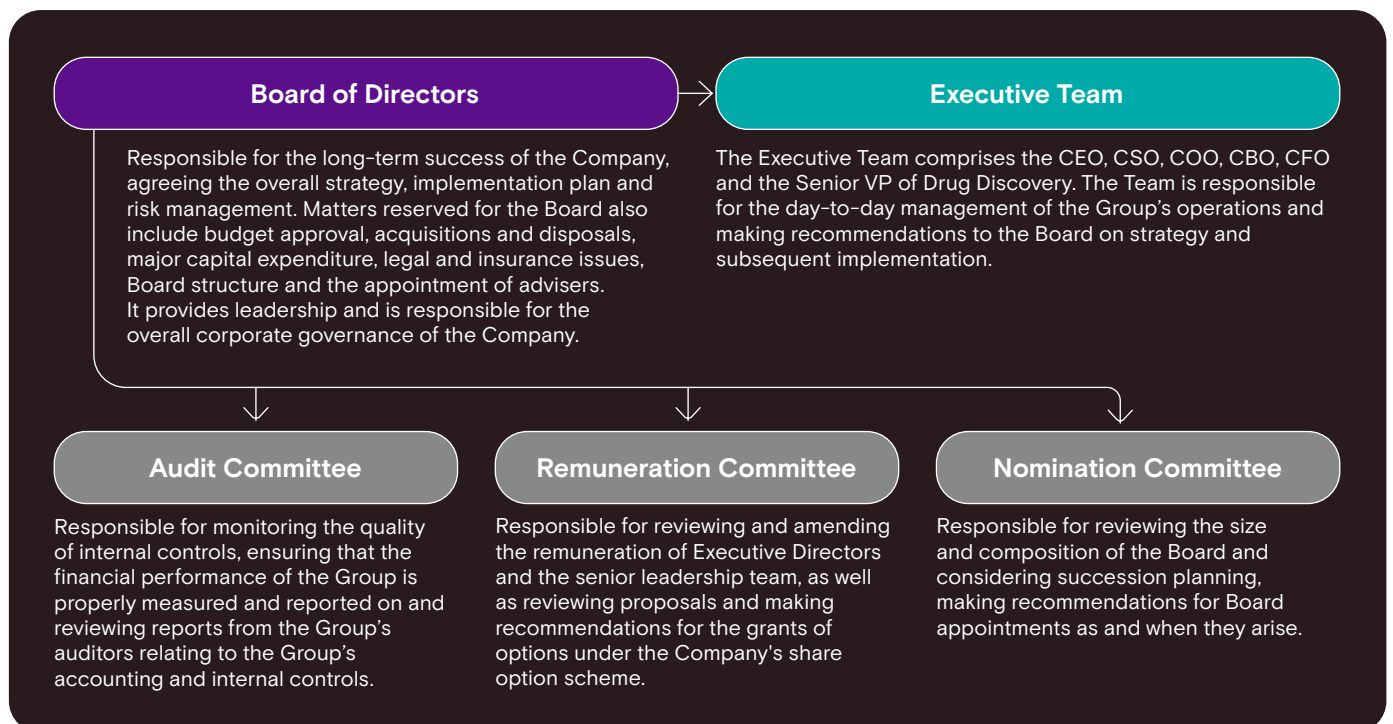 Board of Directors
Responsible for the long-term success of the Company,
agreeing the overall strategy, implementation plan and
risk management. Matters reserved for the Board also
include budget approval, acquisitions and disposals,
major capital expenditure, legal and insurance issues,
Board structure and the appointment of advisers.
It provides leadership and is responsible for the
overall corporate governance of the Company.
Executive Team
The Executive Team comprises the CEO, CSO, COO, CBO, CFO
and the Senior VP of Drug Discovery. The Team is responsible
for the day-to-day management of the Group's operations and
making recommendations to the Board on strategy and
subsequent implementation.
Audit Committee
Responsible for monitoring the quality
of internal controls, ensuring that the
financial performance of the Group is
properly measured and reported on and
reviewing reports from the Group's
auditors relating to the Group's
accounting and internal controls.
Remuneration Committee
Responsible for reviewing and amending
the remuneration of Executive Directors
and the senior leadership team, as well
as reviewing proposals and making
recommendations for the grants of
options under the Company's share
option scheme.
Nomination Committee
Responsible for reviewing the size
and composition of the Board and
considering succession planning,
making recommendations for Board
appointments as and when they arise.